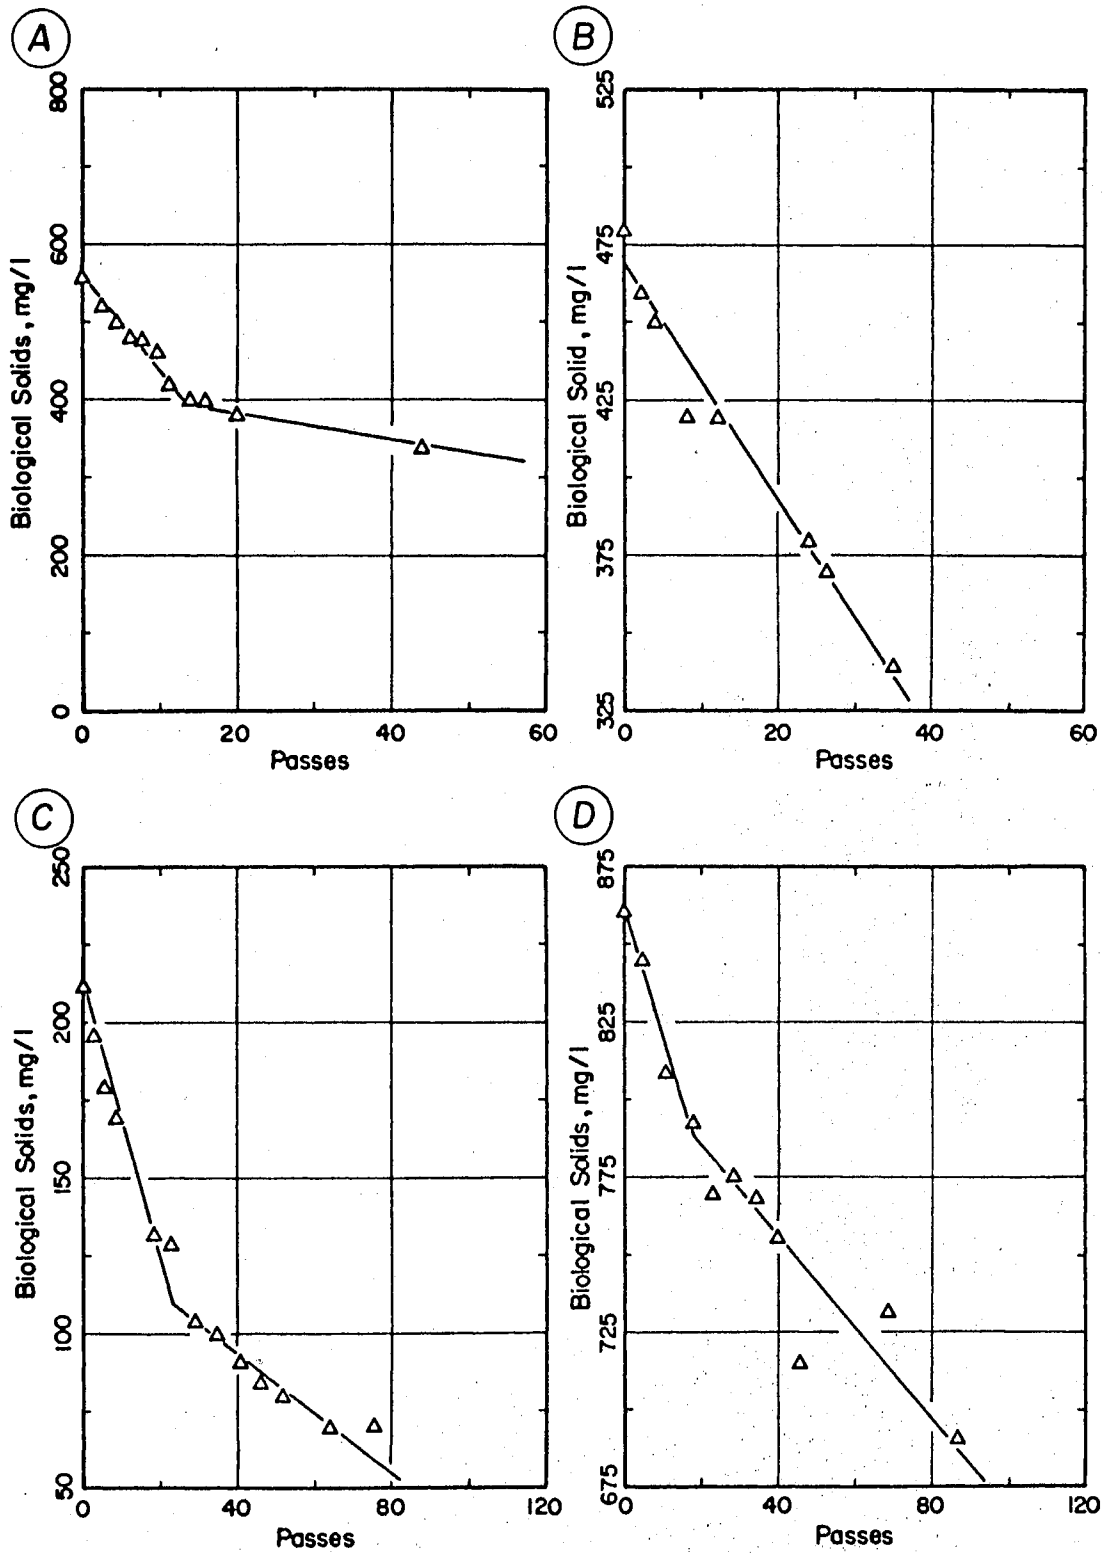 A
B
800
600
400
200
0
Biological Solids, mg/l
0 20 40 60
Passes
525
475
425
375
325
Biological Solid, mg/l
0 20 40 60
Passes
C
D
250
200
150
100
50
Biological Solids, mg/l
0 40 80 120
Passes
875
825
775
725
675
Biological Solids, mg/l
0 40 80 120
Passes